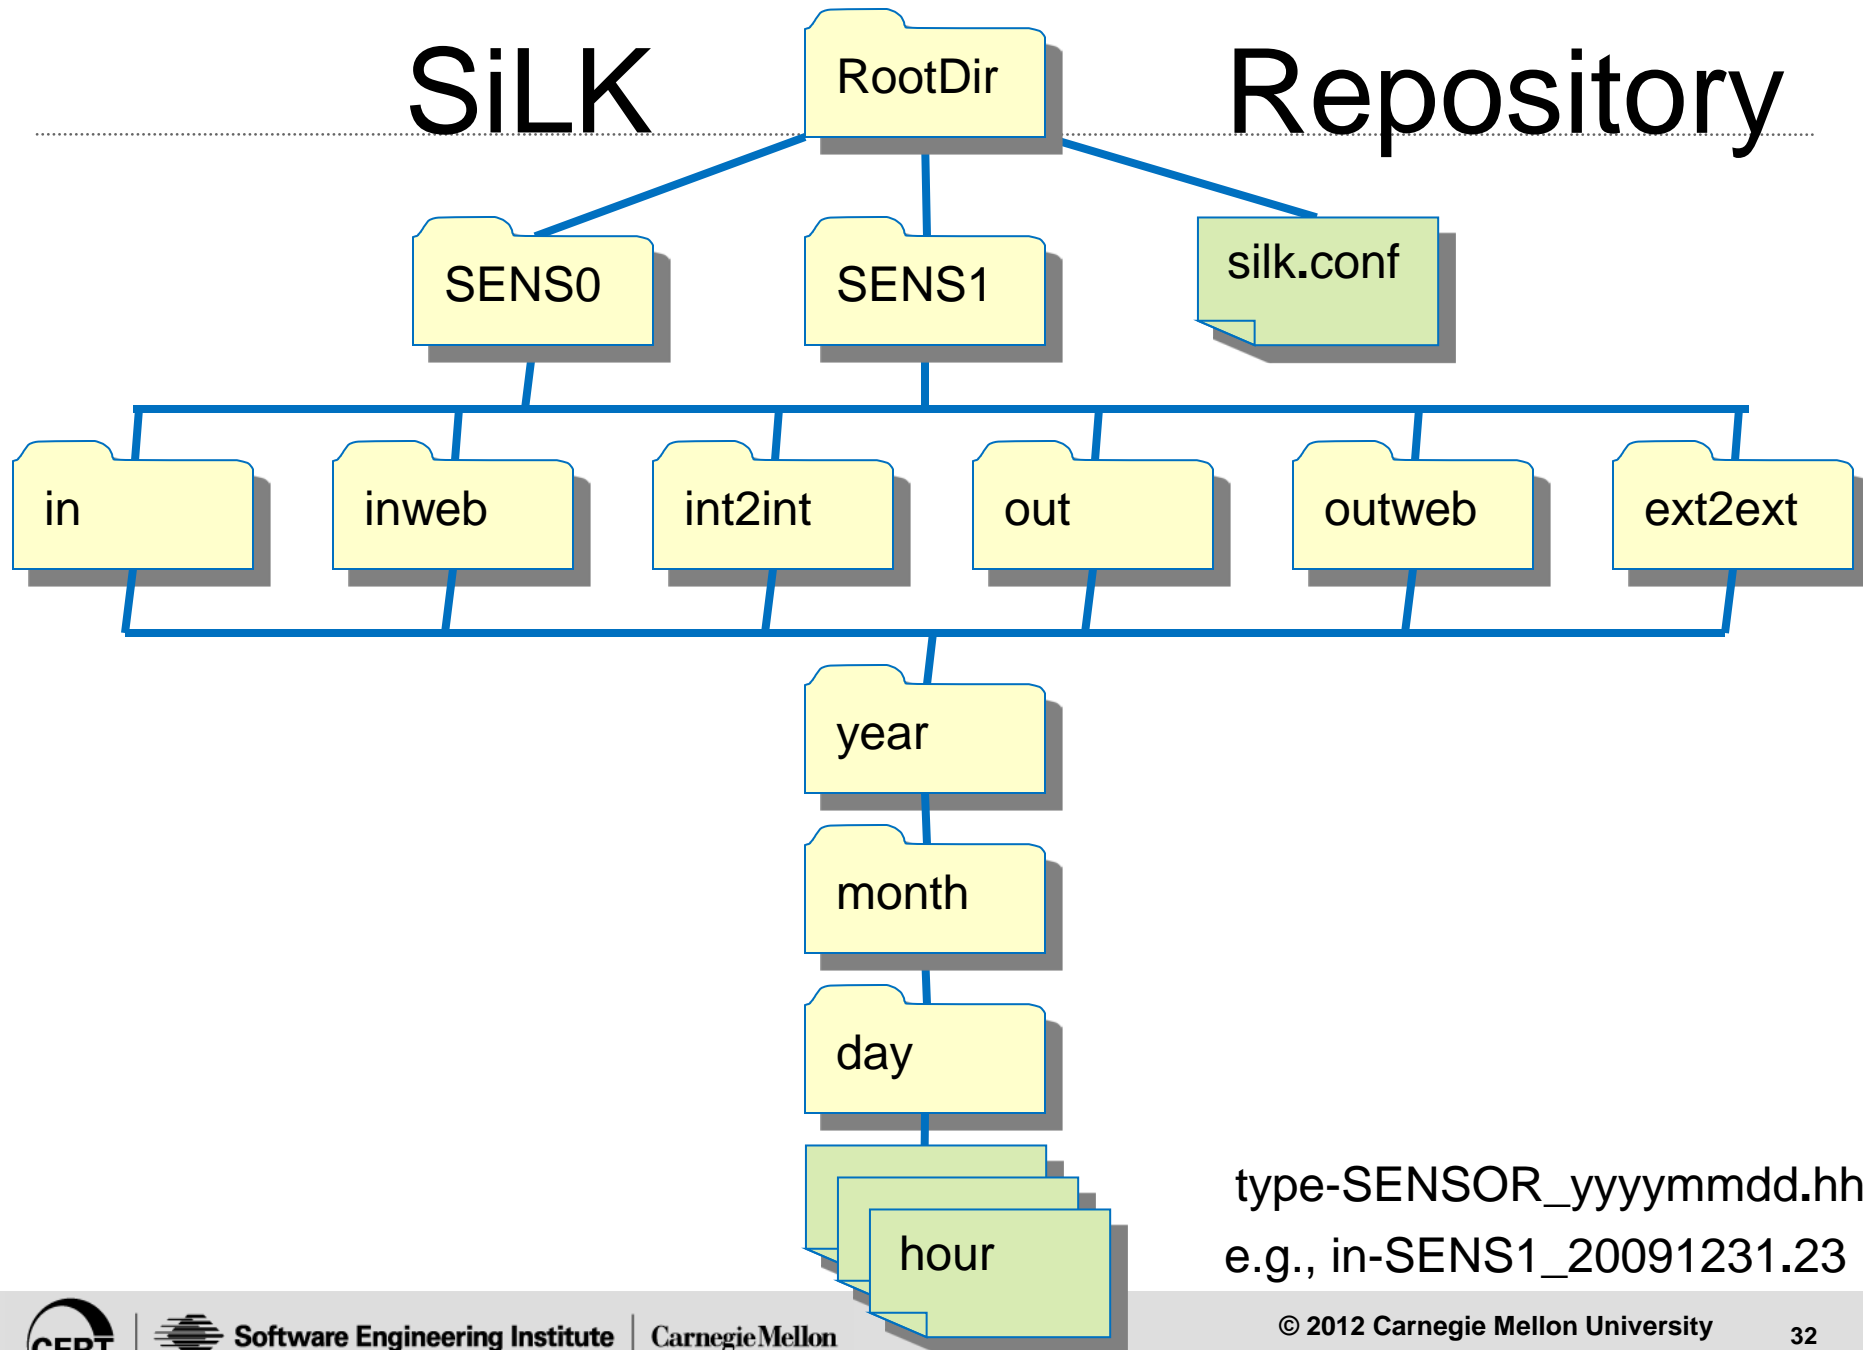 SiLK Repository
RootDir
SENS0
SENS1
silk.conf
in
inweb
int2int
out
outweb
ext2ext
year
month
day
hour
type-SENSOR_yyyymmdd.hh
e.g., in-SENS1_20091231.23
CERT
Software Engineering Institute
Carnegie Mellon
© 2012 Carnegie Mellon University
32